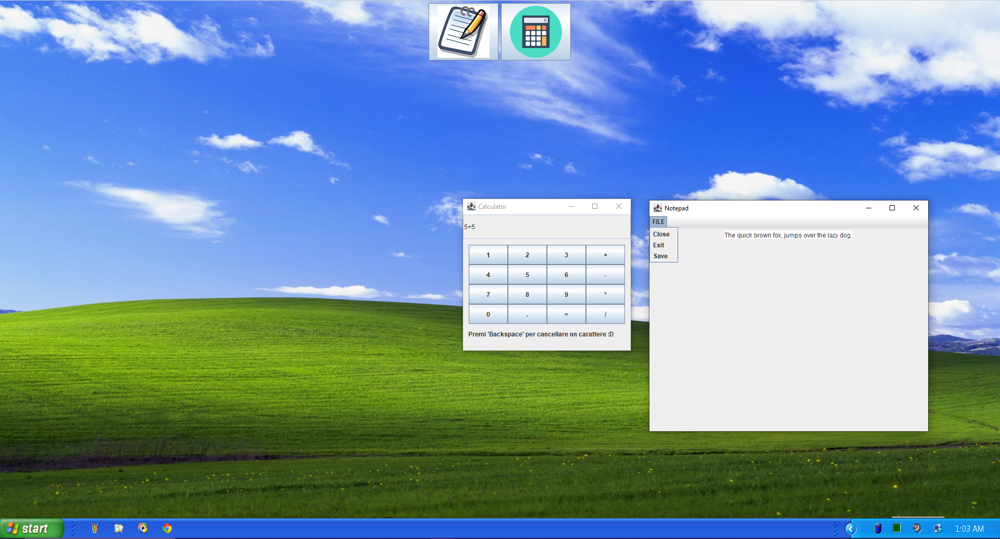 0
Calculator
5+5
1 2 3 +
4 5 6 -
7 8 9 *
0 . = /
Premi 'Backspace' per cancellare un carattere :D
Notepad
FILE
Close
Exit
Save
The quick brown fox, jumps over the lazy dog.
start
1:03 AM